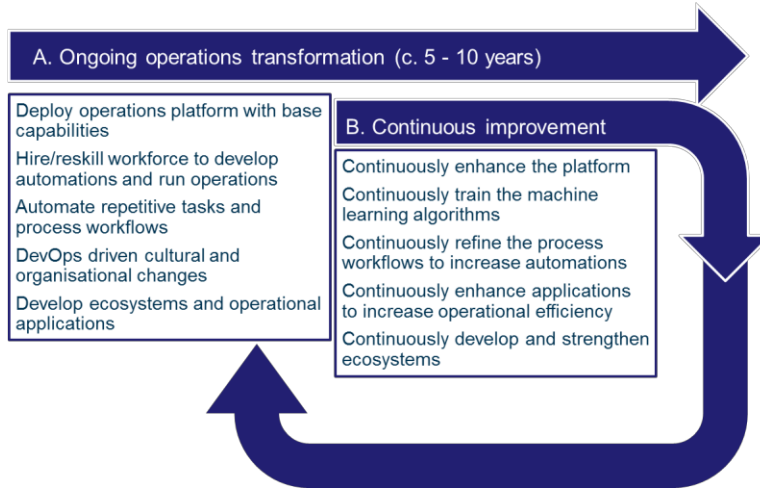 A. Ongoing operations transformation (c. 5 - 10 years)
Deploy operations platform with base
capabilities
Hire/reskill workforce to develop
automations and run operations
Automate repetitive tasks and
process workflows
DevOps driven cultural and
organisational changes
Develop ecosystems and operational
applications
B. Continuous improvement
Continuously enhance the platform
Continuously train the machine
learning algorithms
Continuously refine the process
workflows to increase automations
Continuously enhance applications
to increase operational efficiency
Continuously develop and strengthen
ecosystems